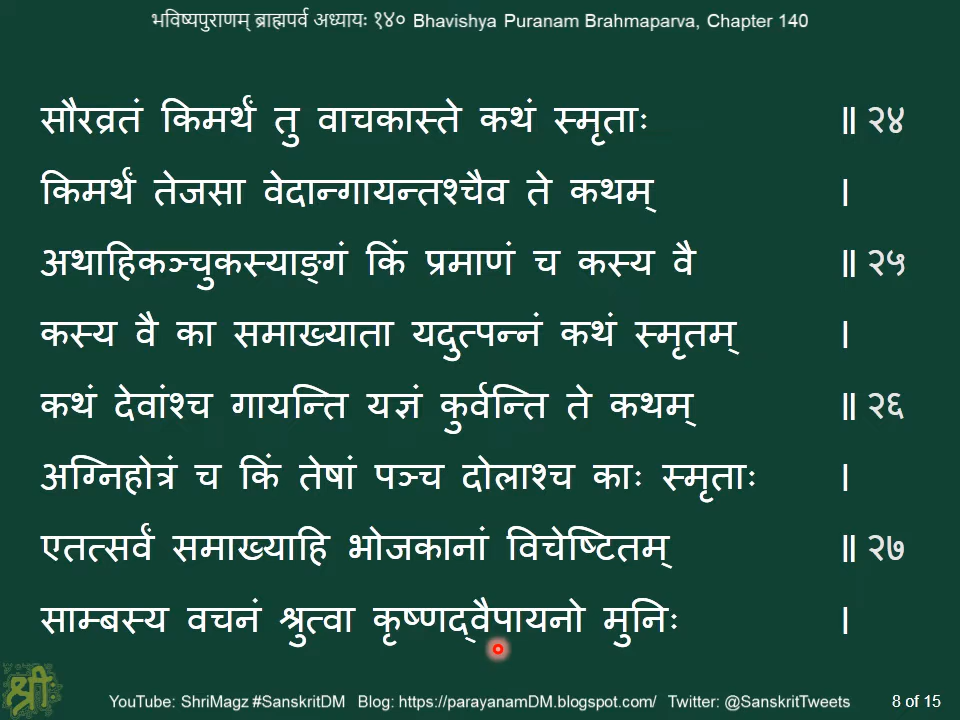 भविष्यपुराणम् ब्राह्मपर्व अध्यायः १४० Bhavishya Puranam Brahmaparva, Chapter 140
सौरव्रतं किमर्थं तु वाचकास्ते कथं स्मृताः ॥ २४
किमर्थं तेजसा वेदान्गायन्तश्चैव ते कथम् ।
अथाहिकञ्चुकस्याङ्गं किं प्रमाणं च कस्य वै ॥ २५
कस्य वै का समाख्याता यदुत्पन्नं कथं स्मृतम् ।
कथं देवांश्च गायन्ति यज्ञं कुर्वन्ति ते कथम् ॥ २६
अग्निहोत्रं च किं तेषां पञ्च दोलाश्च काः स्मृताः ।
एतत्सर्वं समाख्याहि भोजकानां विचेष्टितम् ॥ २७
साम्बस्य वचनं श्रुत्वा कृष्णद्वैपायनो मुनिः ।
श्रीः YouTube: ShriMagz #SanskritDM Blog: https://parayanamDM.blogspot.com/ Twitter: @SanskritTweets 8 of 15